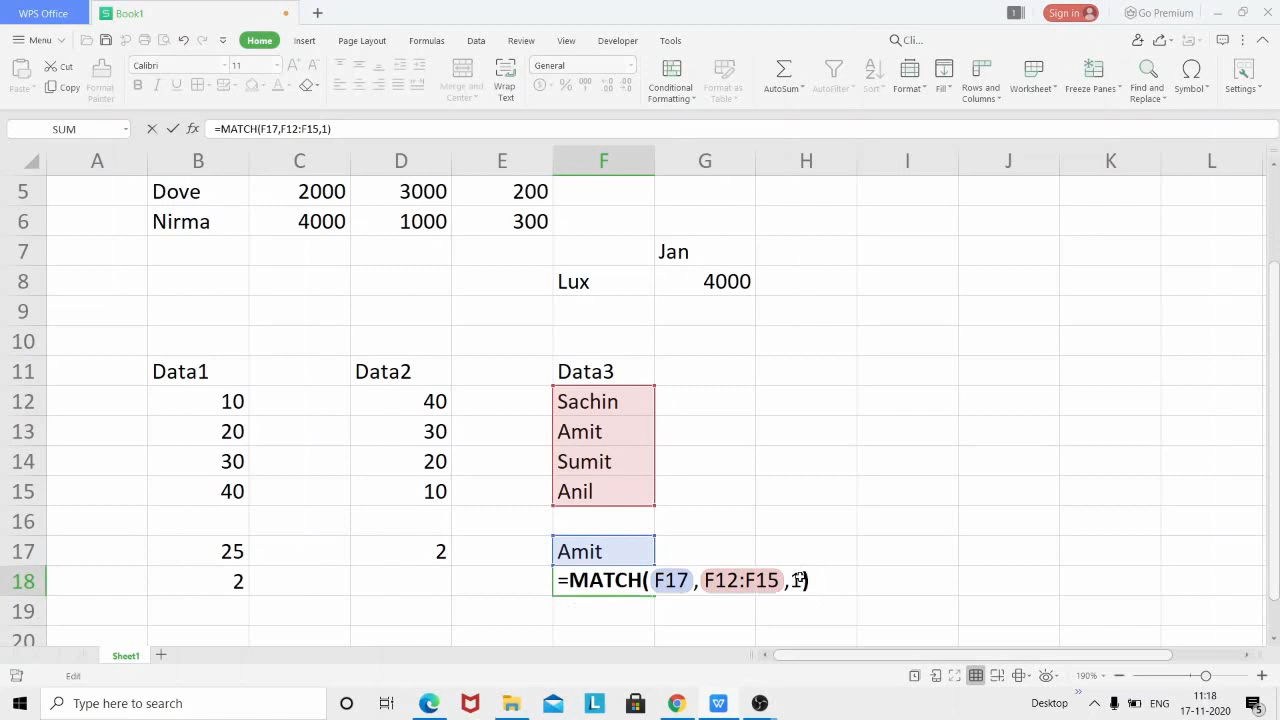 WPS Office
S Book1
+
1
Sign in
Go Premium
Menu
Home
Insert
Page Layout
Formulas
Data
Review
View
Developer
Tools
Clic...
Paste
Cut
Copy
Format Painter
Calibri
11
B I U
Merge and Center
Wrap Text
General
Conditional Formatting
Format as Table
AutoSum
AutoFilter
Sort
Format
Fill
Rows and Columns
Worksheet
Freeze Panes
Find and Replace
Symbol
Settings
SUM
fx
=MATCH(F17,F12:F15,1)
A B C D E F G H I J K L
5 Dove 2000 3000 200
6 Nirma 4000 1000 300
7 Jan
8 Lux 4000
9
10
11 Data1 Data2 Data3
12 10 40 Sachin
13 20 30 Amit
14 30 20 Sumit
15 40 10 Anil
16
17 25 2 Amit
18 2 =MATCH(F17,F12:F15,1)
19
20
Sheet1
Edit
190%
Type here to search
Desktop
ENG
11:18
17-11-2020
5